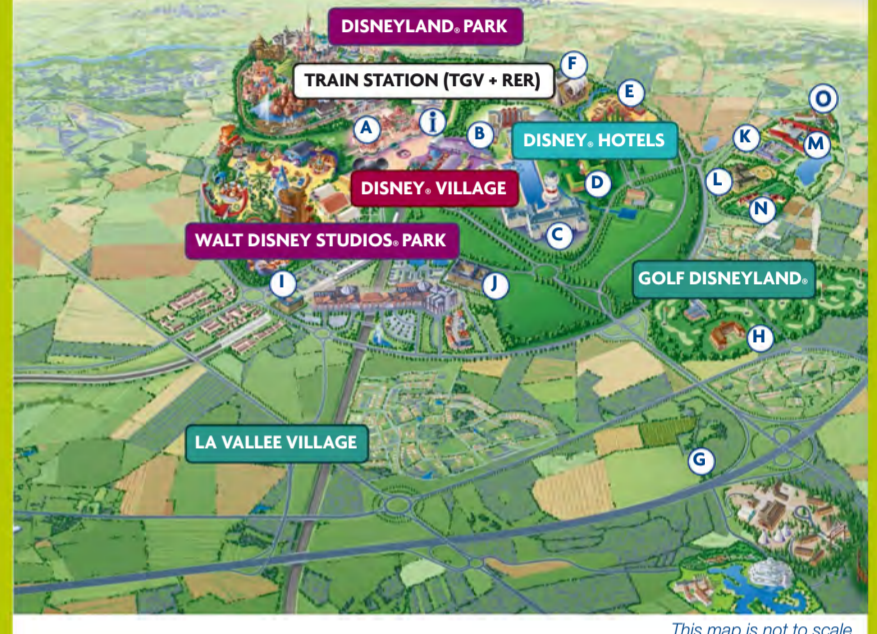 DISNEYLAND® PARK
TRAIN STATION (TGV + RER)
F
E
O
A
i
B
DISNEY® HOTELS
K
M
DISNEY® VILLAGE
D
L
N
C
WALT DISNEY STUDIOS® PARK
I
J
GOLF DISNEYLAND®
H
LA VALLEE VILLAGE
G
This map is not to scale